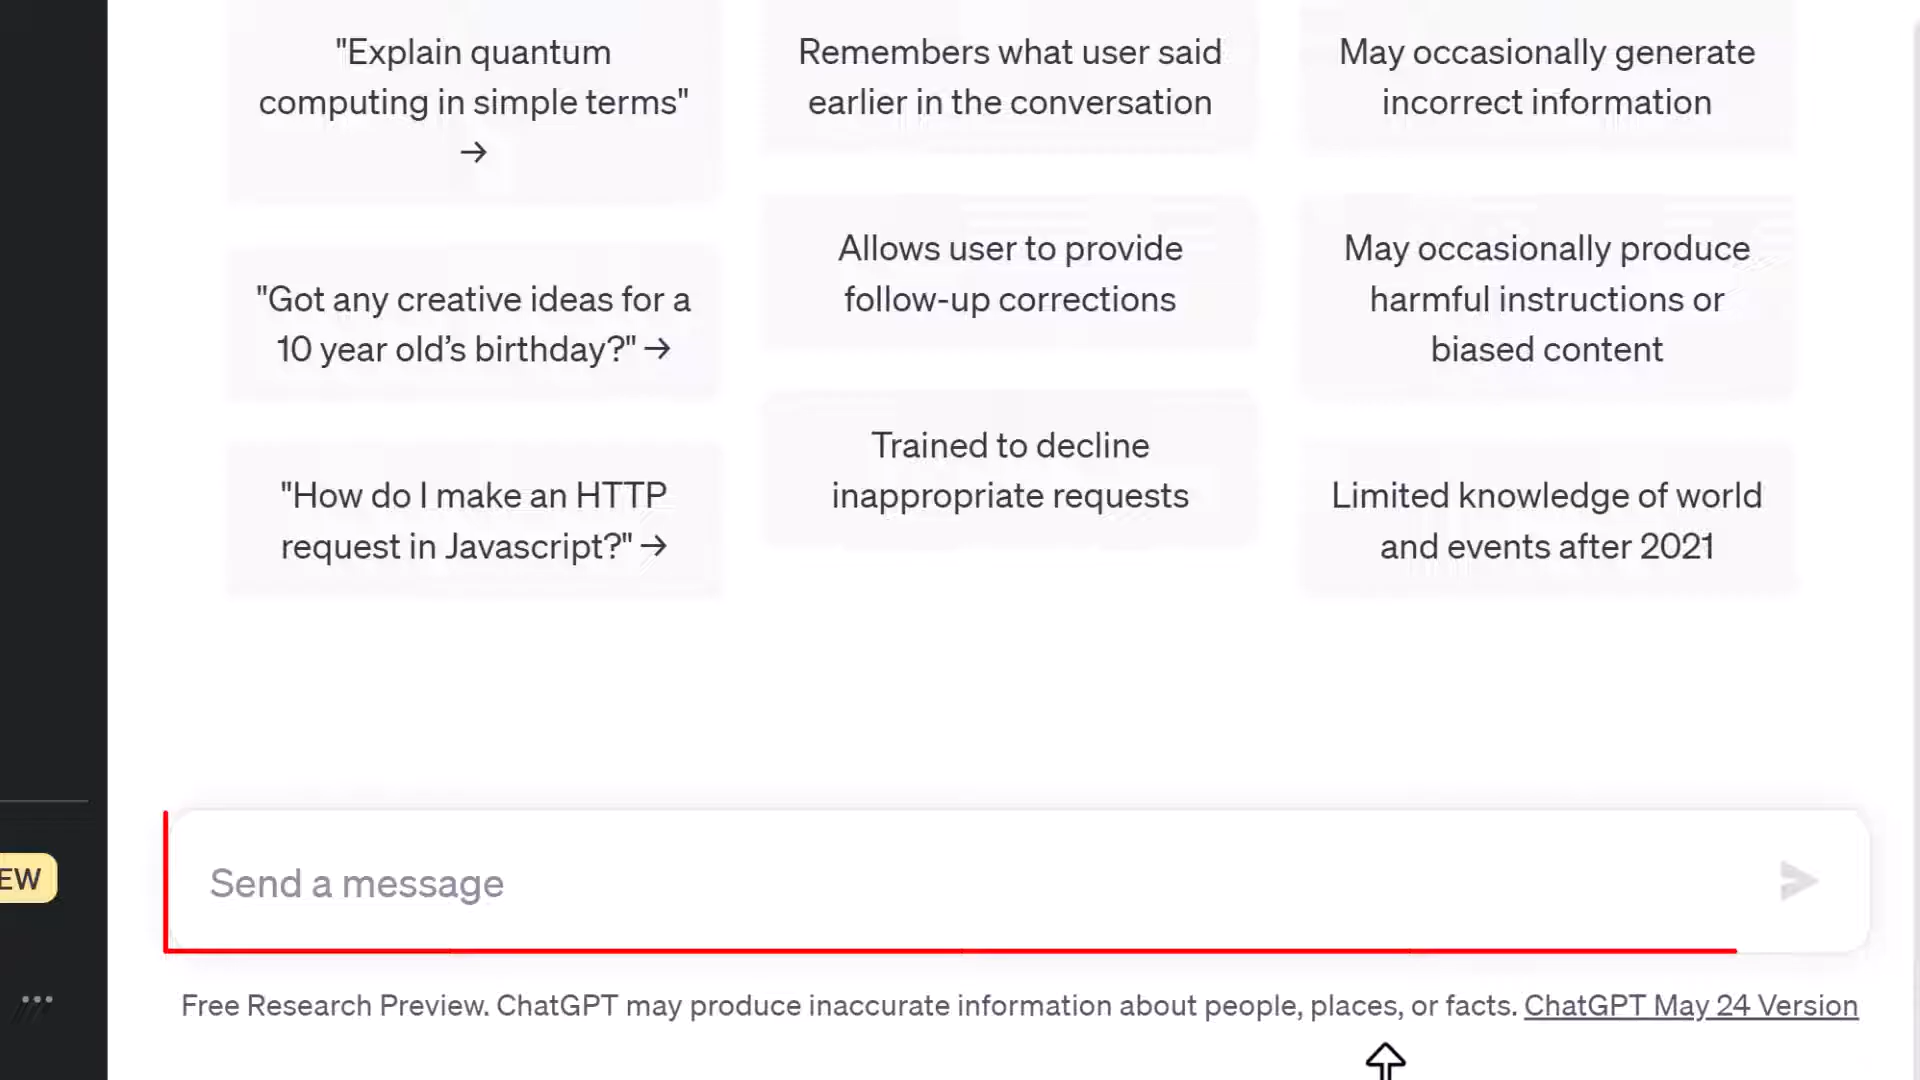 "Explain quantum
computing in simple terms"
→
"Got any creative ideas for a
10 year old's birthday?" →
"How do I make an HTTP
request in Javascript?" →
Remembers what user said
earlier in the conversation
Allows user to provide
follow-up corrections
Trained to decline
inappropriate requests
May occasionally generate
incorrect information
May occasionally produce
harmful instructions or
biased content
Limited knowledge of world
and events after 2021
EW
Send a message
Free Research Preview. ChatGPT may produce inaccurate information about people, places, or facts. ChatGPT May 24 Version